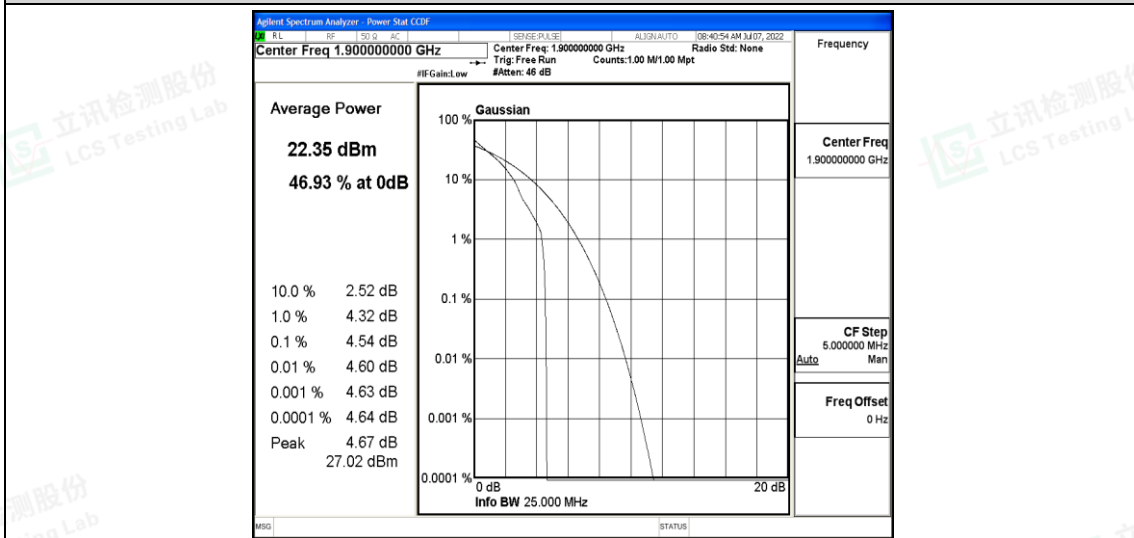 Agilent Spectrum Analyzer - Power Stat CCDF
LXI RL RF 50 Ω AC SENSE:PULSE ALIGNAUTO 08:40:54 AM Jul 07, 2022
Center Freq 1.900000000 GHz
Center Freq: 1.900000000 GHz Radio Std: None
Trig: Free Run Counts:1.00 M/1.00 Mpt
#IFGain:Low #Atten: 46 dB
Frequency
Average Power
22.35 dBm
46.93 % at 0dB
10.0 % 2.52 dB
1.0 % 4.32 dB
0.1 % 4.54 dB
0.01 % 4.60 dB
0.001 % 4.63 dB
0.0001 % 4.64 dB
Peak 4.67 dB
27.02 dBm
Gaussian
100 %
10 %
1 %
0.1 %
0.01 %
0.001 %
0.0001 %
0 dB 20 dB
Info BW 25.000 MHz
Center Freq
1.900000000 GHz
CF Step
5.000000 MHz
Auto Man
Freq Offset
0 Hz
MSG STATUS
立讯检测股份
LCS Testing Lab
立讯检测股份
LCS Testing L
测股份
ing Lab